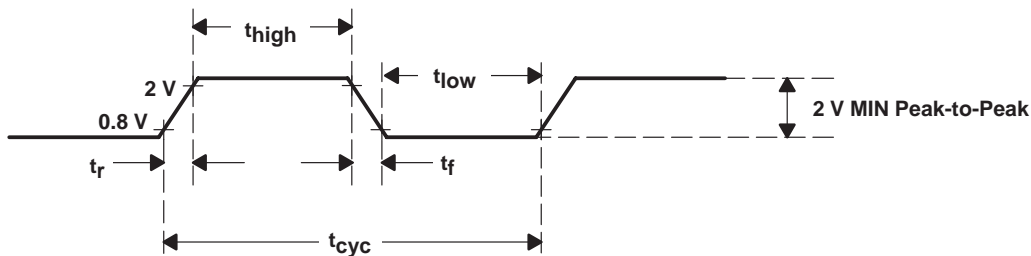 thigh
2 V
tlow
2 V MIN Peak-to-Peak
0.8 V
tr
tf
tcyc